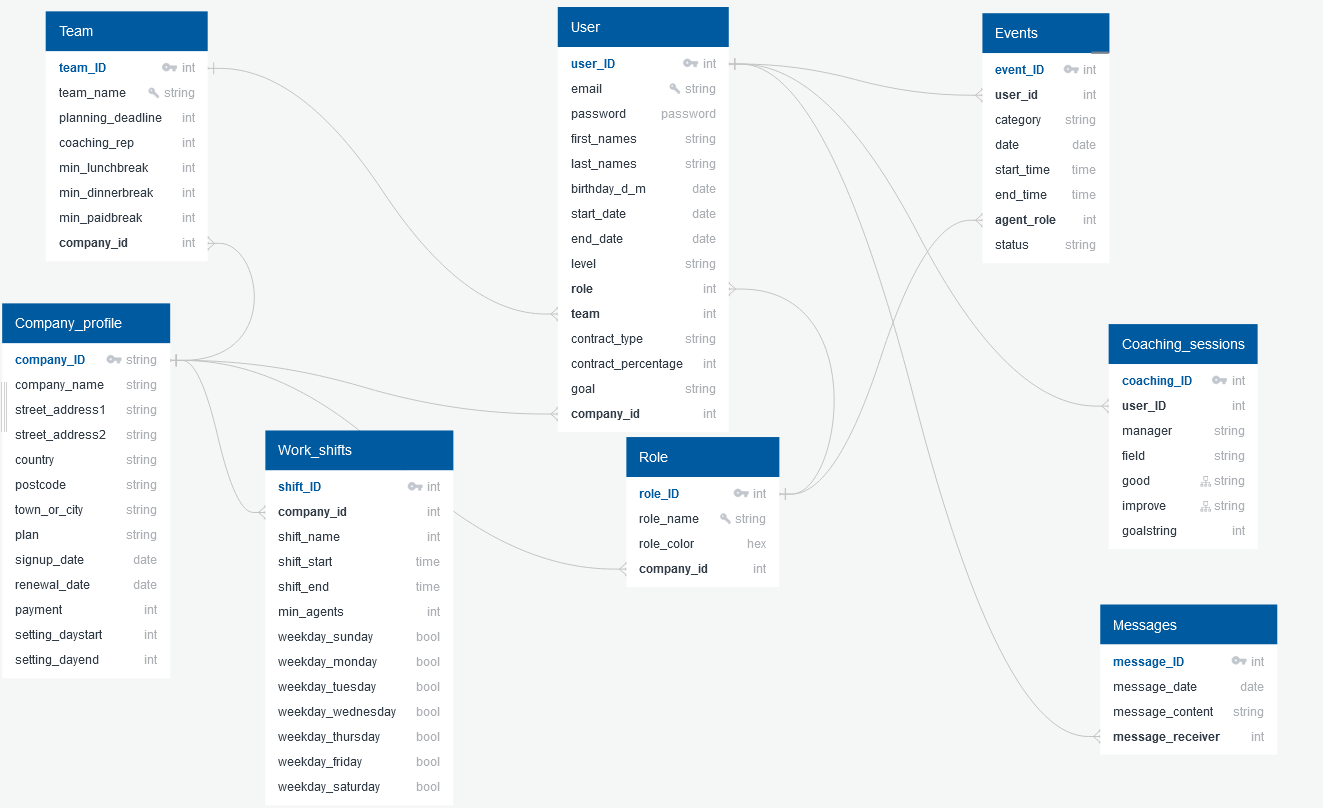 Team
team_ID int
team_name string
planning_deadline int
coaching_rep int
min_lunchbreak int
min_dinnerbreak int
min_paidbreak int
company_id int
Company_profile
company_ID string
company_name string
street_address1 string
street_address2 string
country string
postcode string
town_or_city string
plan string
signup_date date
renewal_date date
payment int
setting_daystart int
setting_dayend int
Work_shifts
shift_ID int
company_id int
shift_name int
shift_start time
shift_end time
min_agents int
weekday_sunday bool
weekday_monday bool
weekday_tuesday bool
weekday_wednesday bool
weekday_thursday bool
weekday_friday bool
weekday_saturday bool
User
user_ID int
email string
password password
first_names string
last_names string
birthday_d_m date
start_date date
end_date date
level string
role int
team int
contract_type string
contract_percentage int
goal string
company_id int
Role
role_ID int
role_name string
role_color hex
company_id int
Events
event_ID int
user_id int
category string
date date
start_time time
end_time time
agent_role int
status string
Coaching_sessions
coaching_ID int
user_ID int
manager string
field string
good string
improve string
goalstring int
Messages
message_ID int
message_date date
message_content string
message_receiver int